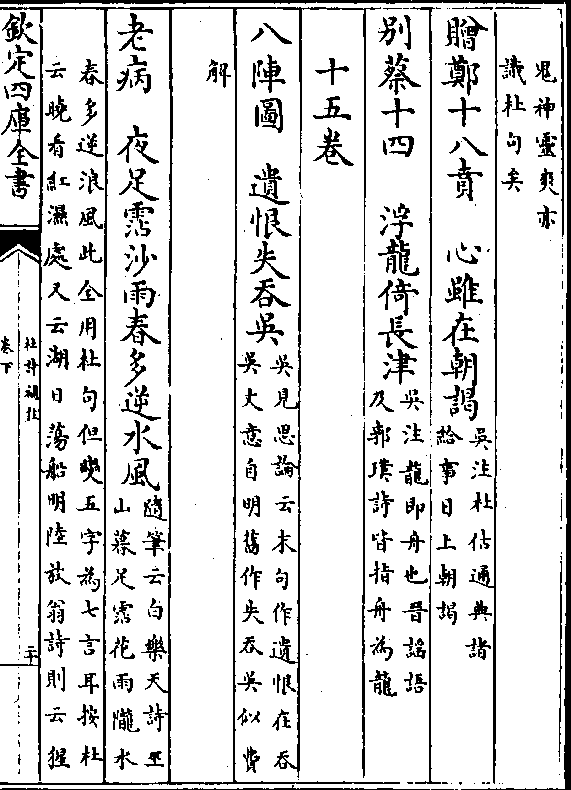 鬼神靈爽亦
識杜句矣
贈鄭十八賁　心雖在朝謁
吳注杜佑通典諸
給事日上朝謁
别蔡十四　浮龍倚長津
吳注龍即舟也晉謡語
及郭璞詩皆指舟為龍
十五卷
八陣圖　遺恨失吞吳
吳見思論云末句作遺恨在吞
吳文意自明舊作失吞吳似費
解
老病　夜足霑沙雨春多逆水風
隨筆云白樂天詩巫
山暮足霑花雨隴水
春多逆浪風此全用杜句但變五字為七言耳按杜
云晚看紅濕處又云湖日蕩船明陸放翁詩則云猩
欽定四庫全書
杜詩補註
卷下
二十